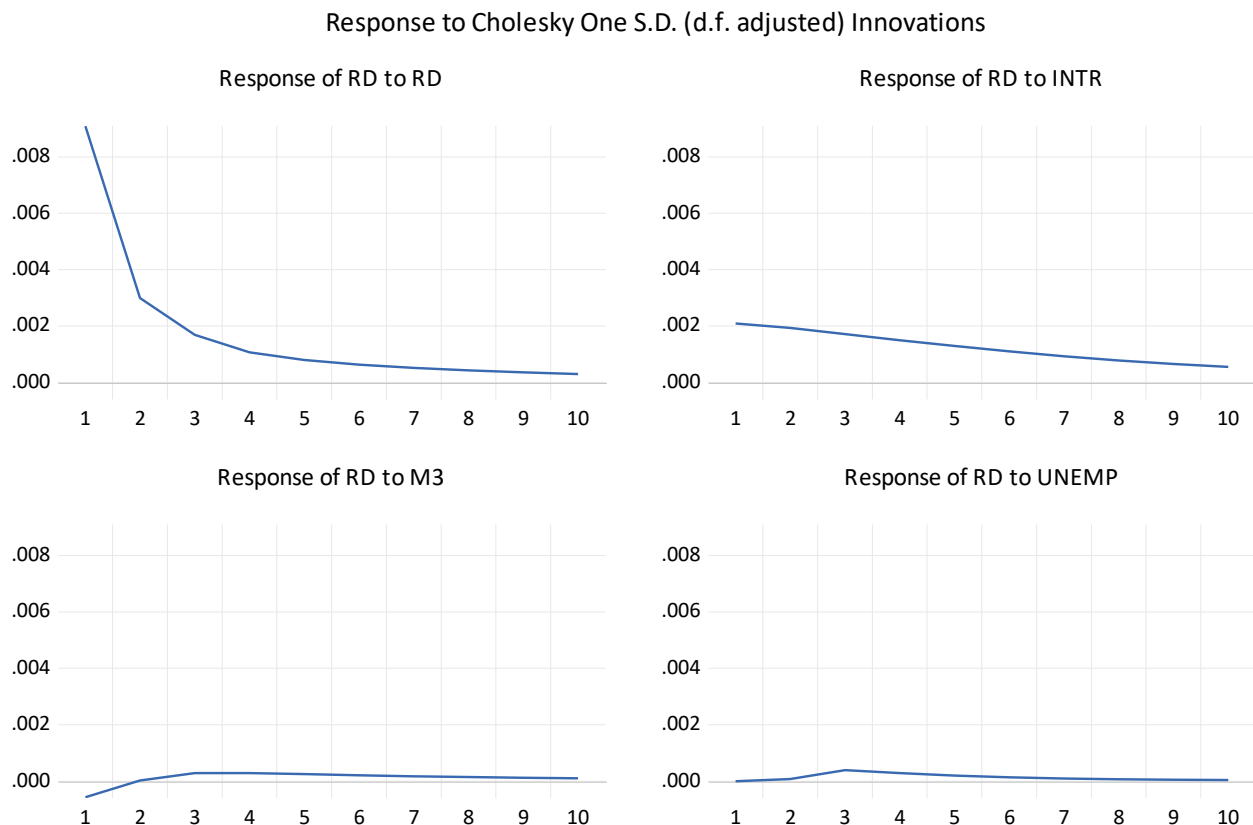 Response to Cholesky One S.D. (d.f. adjusted) Innovations
Response of RD to RD
.008
.006
.004
.002
.000
1 2 3 4 5 6 7 8 9 10
Response of RD to INTR
.008
.006
.004
.002
.000
1 2 3 4 5 6 7 8 9 10
Response of RD to M3
.008
.006
.004
.002
.000
1 2 3 4 5 6 7 8 9 10
Response of RD to UNEMP
.008
.006
.004
.002
.000
1 2 3 4 5 6 7 8 9 10